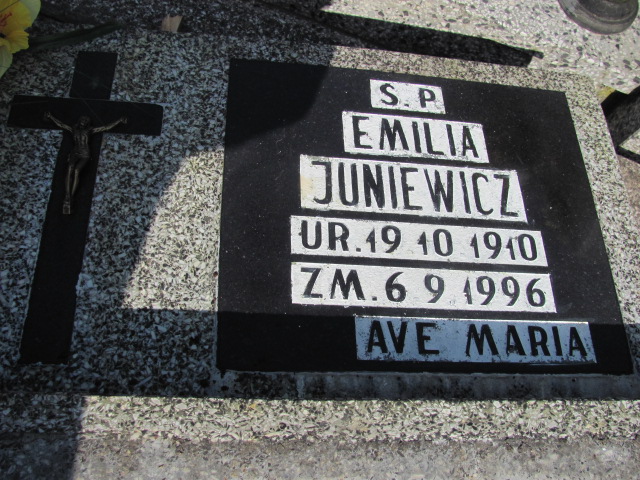 Ś.P.
EMILIA
JUNIEWICZ
UR. 19 10 1910
ZM. 6 9 1996
AVE MARIA